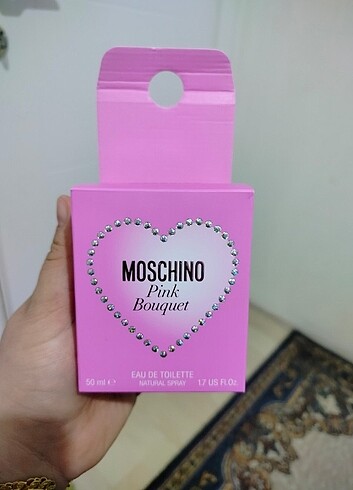 MOSCHINO
Pink
Bouquet
EAU DE TOILETTE
50 ml ℮ NATURAL SPRAY 1.7 US FL.Oz.